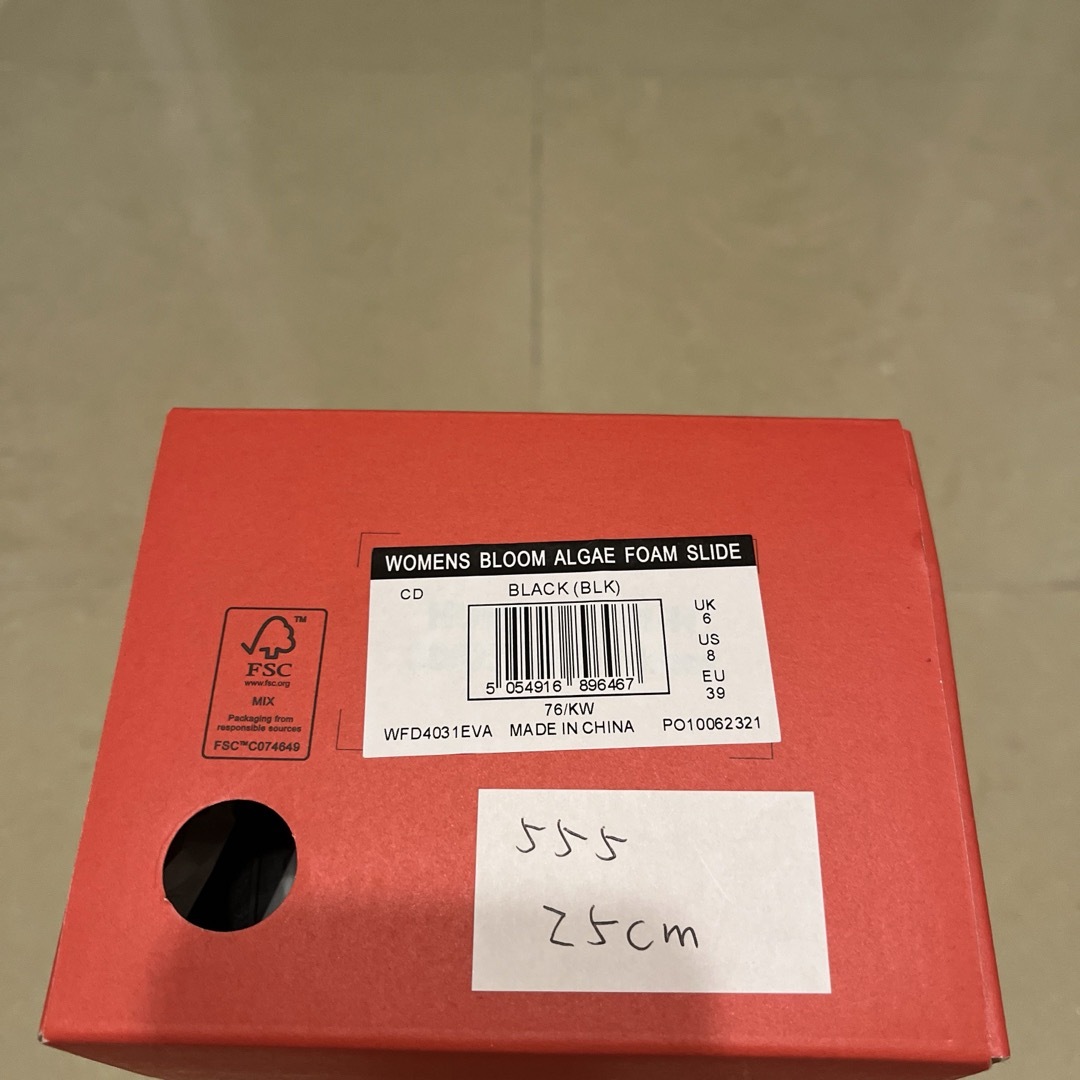 WOMENS BLOOM ALGAE FOAM SLIDE
CD BLACK (BLK)
UK
6
US
8
EU
39
5 054916 896467
76/KW
WFD4031EVA MADE IN CHINA PO10062321
TM
FSC
www.fsc.org
MIX
Packaging from
responsible sources
FSC™C074649
555
25cm